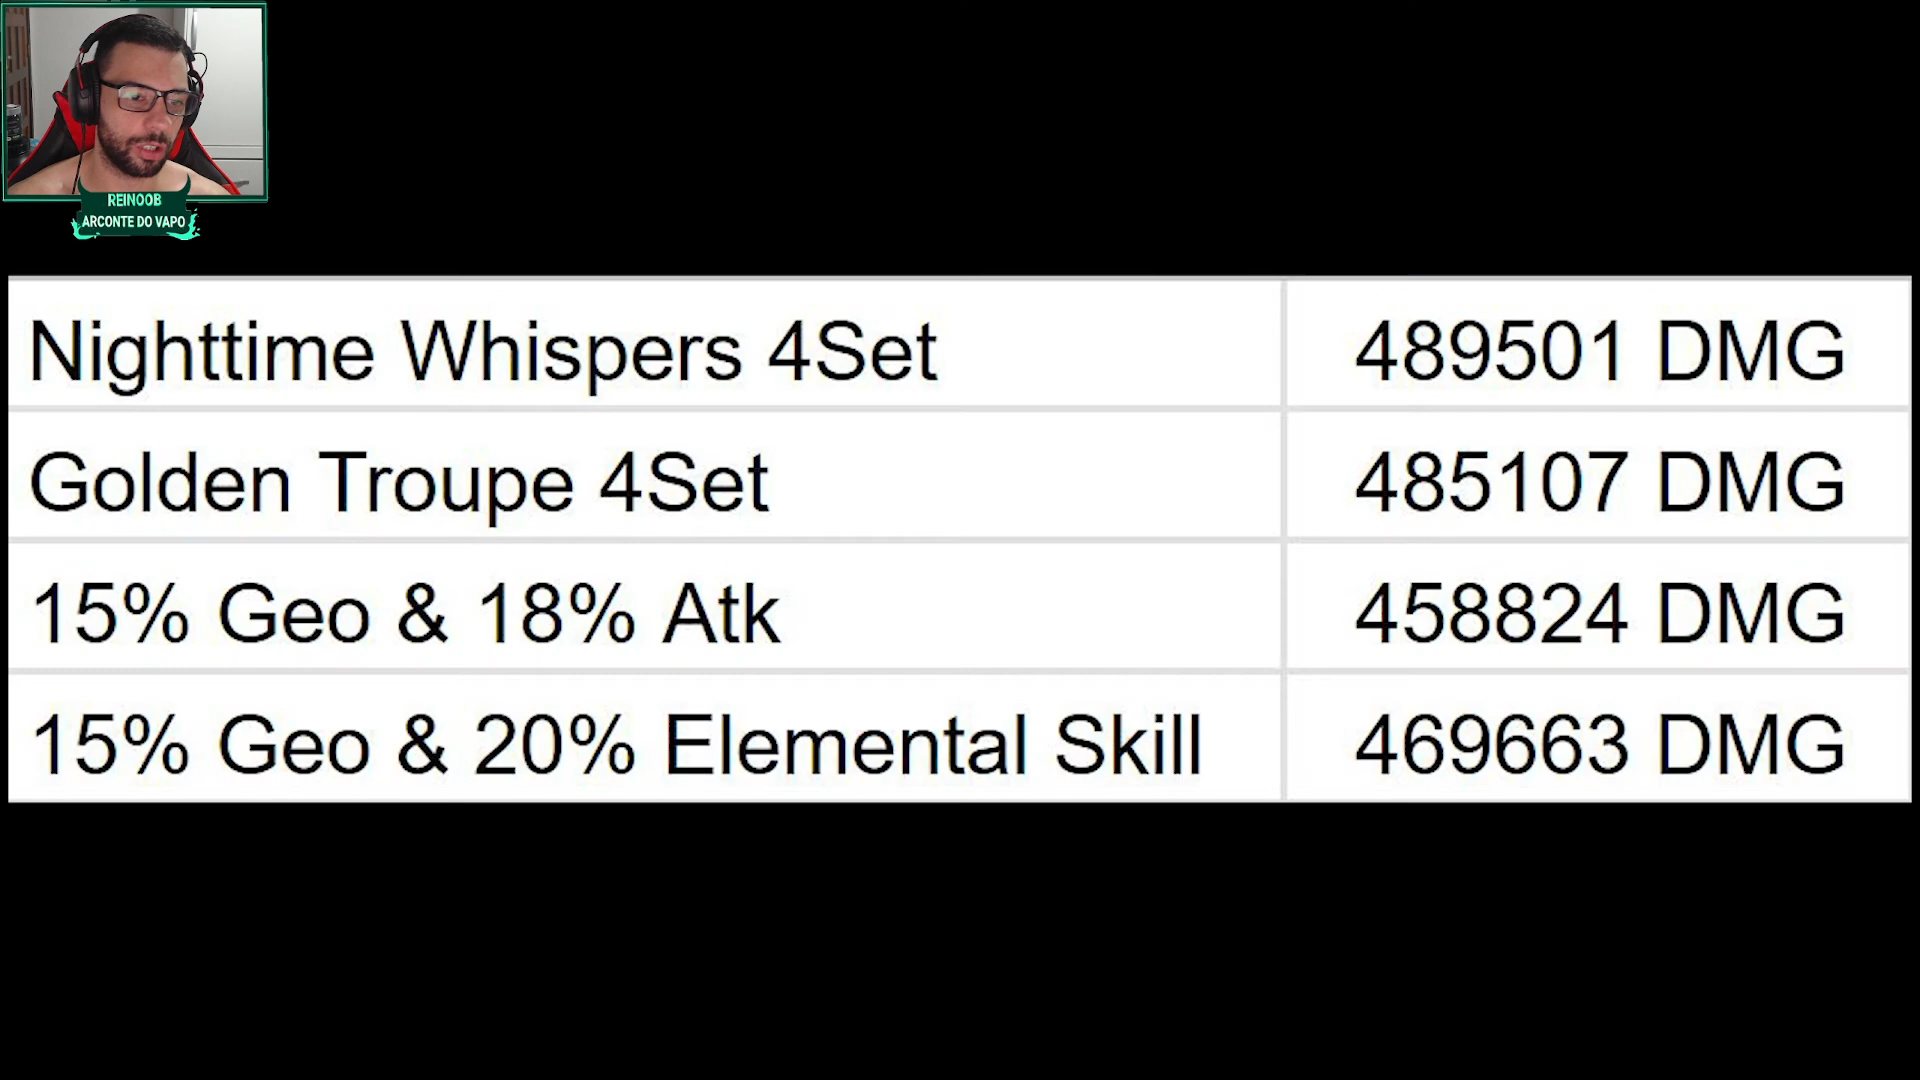 REINOOB
ARCONTE DO VAPO
Nighttime Whispers 4Set 489501 DMG
Golden Troupe 4Set 485107 DMG
15% Geo & 18% Atk 458824 DMG
15% Geo & 20% Elemental Skill 469663 DMG